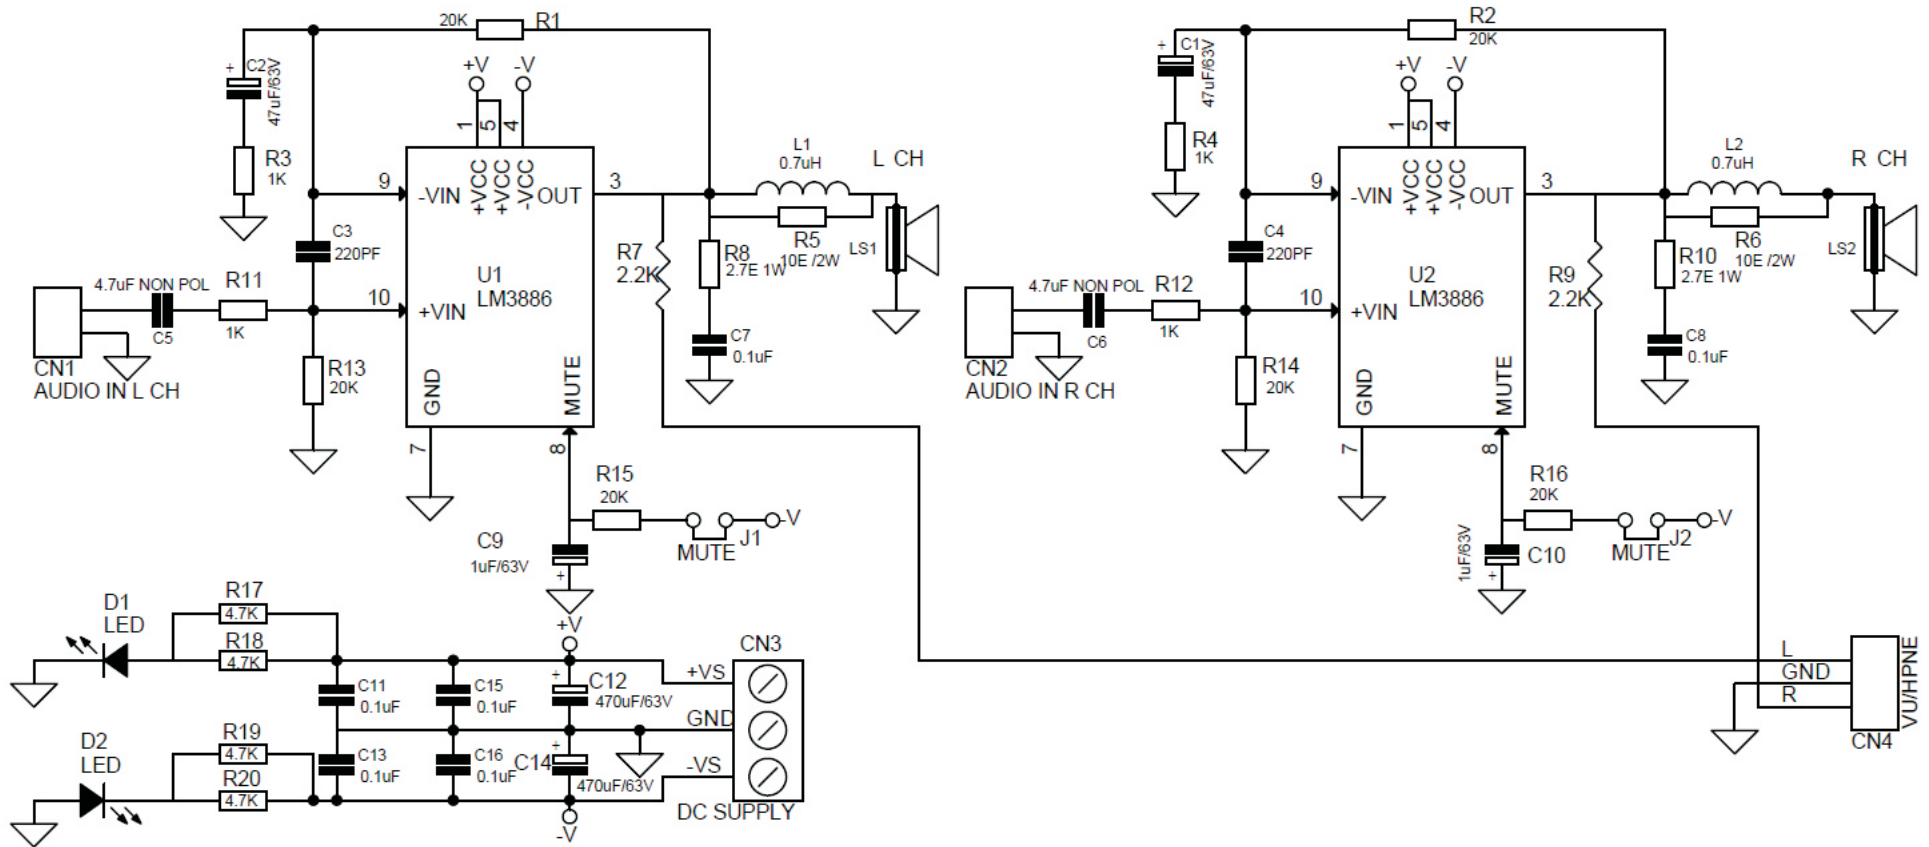 20K
R1
+
C2
47uF/63V
+V
-V
1
5
4
R3
1K
9
-VIN
+VCC
+VCC
-VCC
OUT
3
L1
0.7uH
L CH
C3
220PF
R7
2.2K
R8
2.7E 1W
R5
10E /2W
LS1
U1
LM3886
4.7uF NON POL
R11
10
+VIN
C5
1K
C7
0.1uF
CN1
AUDIO IN L CH
R13
20K
GND
MUTE
7
8
R15
20K
-V
J1
MUTE
C9
1uF/63V
+
R2
20K
+
C1
47uF/63V
+V
-V
1
5
4
R4
1K
9
-VIN
+VCC
+VCC
-VCC
OUT
3
L2
0.7uH
R CH
C4
220PF
R9
2.2K
R10
2.7E 1W
R6
10E /2W
LS2
U2
LM3886
4.7uF NON POL
R12
10
+VIN
C6
1K
C8
0.1uF
CN2
AUDIO IN R CH
R14
20K
GND
MUTE
7
8
R16
20K
-V
J2
MUTE
1uF/63V
C10
+
D1
LED
R17
4.7K
R18
4.7K
+V
CN3
+VS
C11
0.1uF
C15
0.1uF
+
C12
470uF/63V
GND
D2
LED
R19
4.7K
R20
4.7K
C13
0.1uF
C16
0.1uF
+
C14
470uF/63V
-VS
DC SUPPLY
-V
L
GND
R
VU/HPNE
CN4